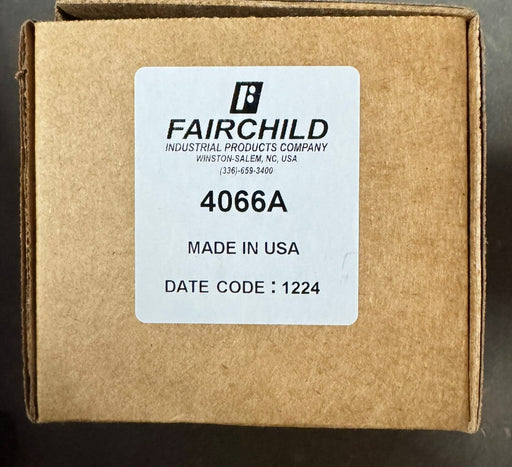 FAIRCHILD
INDUSTRIAL PRODUCTS COMPANY
WINSTON-SALEM, NC, USA
(336)-659-3400
4066A
MADE IN USA
DATE CODE : 1224